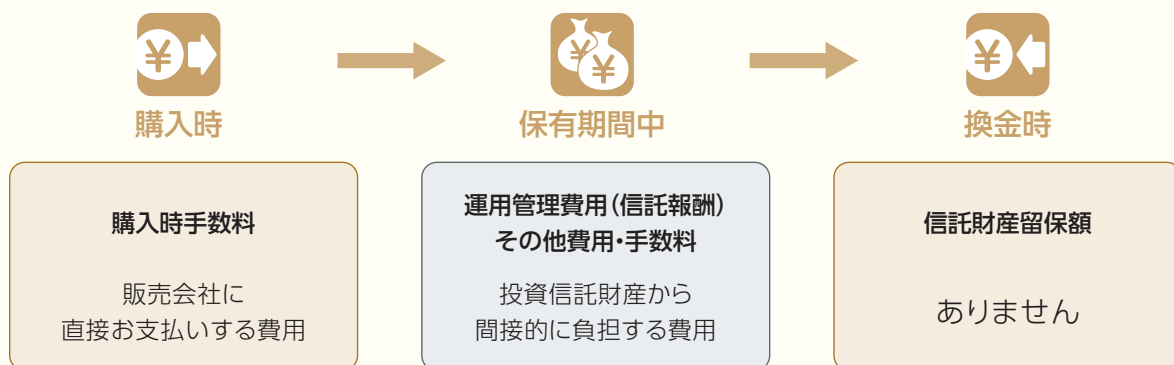 ¥
¥
¥
¥
購入時
保有期間中
換金時
購入時手数料
販売会社に
直接お支払いする費用
運用管理費用(信託報酬)
その他費用・手数料
投資信託財産から
間接的に負担する費用
信託財産留保額
ありません